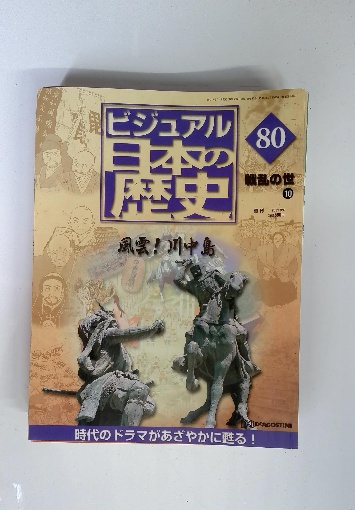 ビジュアル
日本の
歴史
80
戦乱の世
10
風雲!川中島
DeAGOSTINI
時代のドラマがあざやかに甦る!